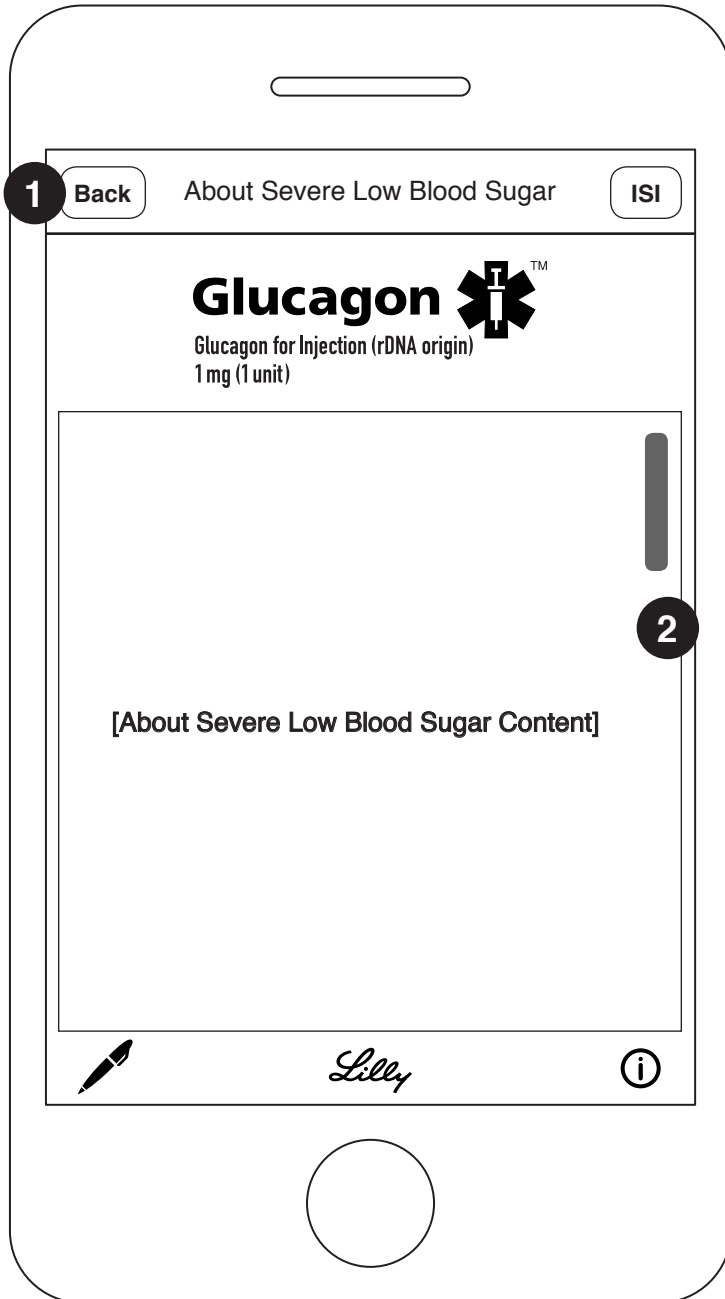 1 Back About Severe Low Blood Sugar ISI
Glucagon TM
Glucagon for Injection (rDNA origin)
1 mg (1 unit)
2
[About Severe Low Blood Sugar Content]
Lilly i